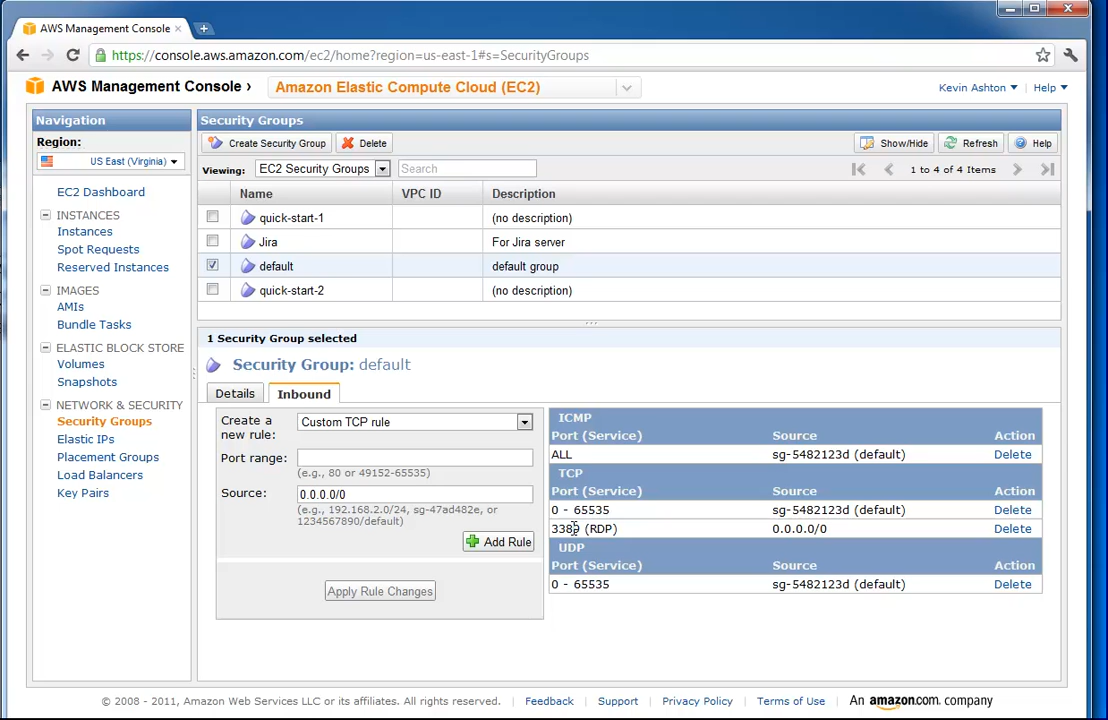 AWS Management Console
https://console.aws.amazon.com/ec2/home?region=us-east-1#s=SecurityGroups
AWS Management Console › Amazon Elastic Compute Cloud (EC2) Kevin Ashton Help
Navigation
Region:
US East (Virginia)
EC2 Dashboard
INSTANCES
Instances
Spot Requests
Reserved Instances
IMAGES
AMIs
Bundle Tasks
ELASTIC BLOCK STORE
Volumes
Snapshots
NETWORK & SECURITY
Security Groups
Elastic IPs
Placement Groups
Load Balancers
Key Pairs
Security Groups
Create Security Group Delete Show/Hide Refresh Help
Viewing: EC2 Security Groups Search 1 to 4 of 4 Items
Name VPC ID Description
quick-start-1 (no description)
Jira For Jira server
default default group
quick-start-2 (no description)
1 Security Group selected
Security Group: default
Details Inbound
Create a
new rule: Custom TCP rule
Port range:
(e.g., 80 or 49152-65535)
Source: 0.0.0.0/0
(e.g., 192.168.2.0/24, sg-47ad482e, or
1234567890/default)
Add Rule
Apply Rule Changes
ICMP
Port (Service) Source Action
ALL sg-5482123d (default) Delete
TCP
Port (Service) Source Action
0 - 65535 sg-5482123d (default) Delete
3389 (RDP) 0.0.0.0/0 Delete
UDP
Port (Service) Source Action
0 - 65535 sg-5482123d (default) Delete
© 2008 - 2011, Amazon Web Services LLC or its affiliates. All rights reserved. Feedback Support Privacy Policy Terms of Use An amazon.com. company